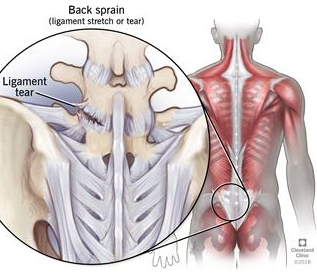 Back sprain
(ligament stretch or tear)
Ligament
tear
Cleveland
Clinic
©2018